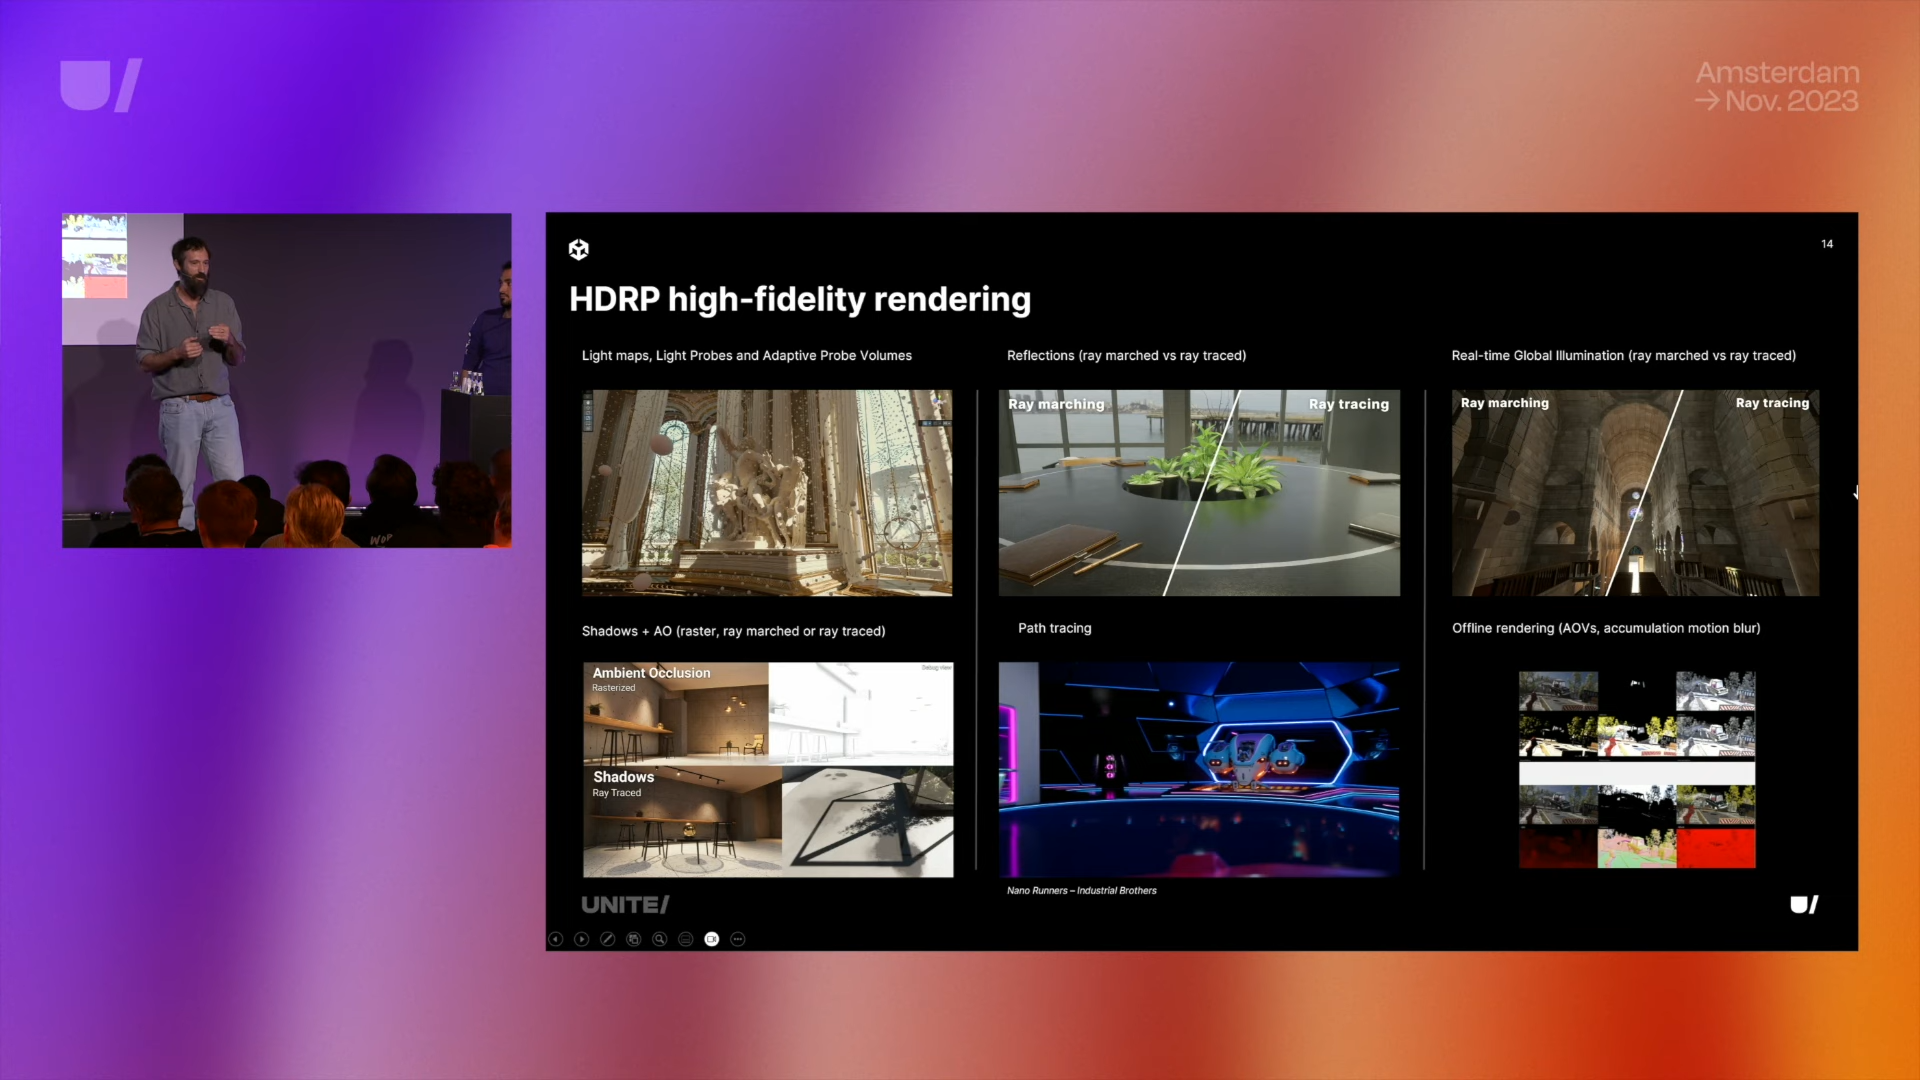 Amsterdam
→ Nov. 2023
14
HDRP high-fidelity rendering
Light maps, Light Probes and Adaptive Probe Volumes
Reflections (ray marched vs ray traced)
Ray marching
Ray tracing
Real-time Global Illumination (ray marched vs ray traced)
Ray marching
Ray tracing
Shadows + AO (raster, ray marched or ray traced)
Ambient Occlusion
Rasterized
Debug view
Shadows
Ray Traced
Path tracing
Nano Runners – Industrial Brothers
Offline rendering (AOVs, accumulation motion blur)
UNITE/
U/
U/
WOP